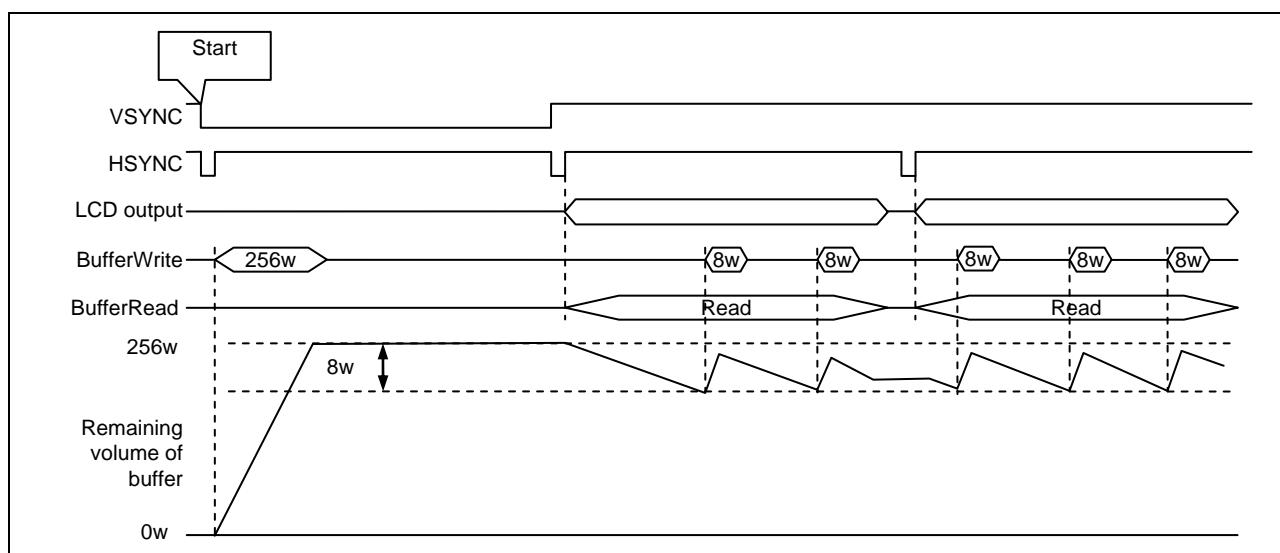 Start
VSYNC
HSYNC
LCD output
BufferWrite
256w
8w
8w
8w
8w
8w
BufferRead
Read
Read
256w
8w
Remaining
volume of
buffer
0w